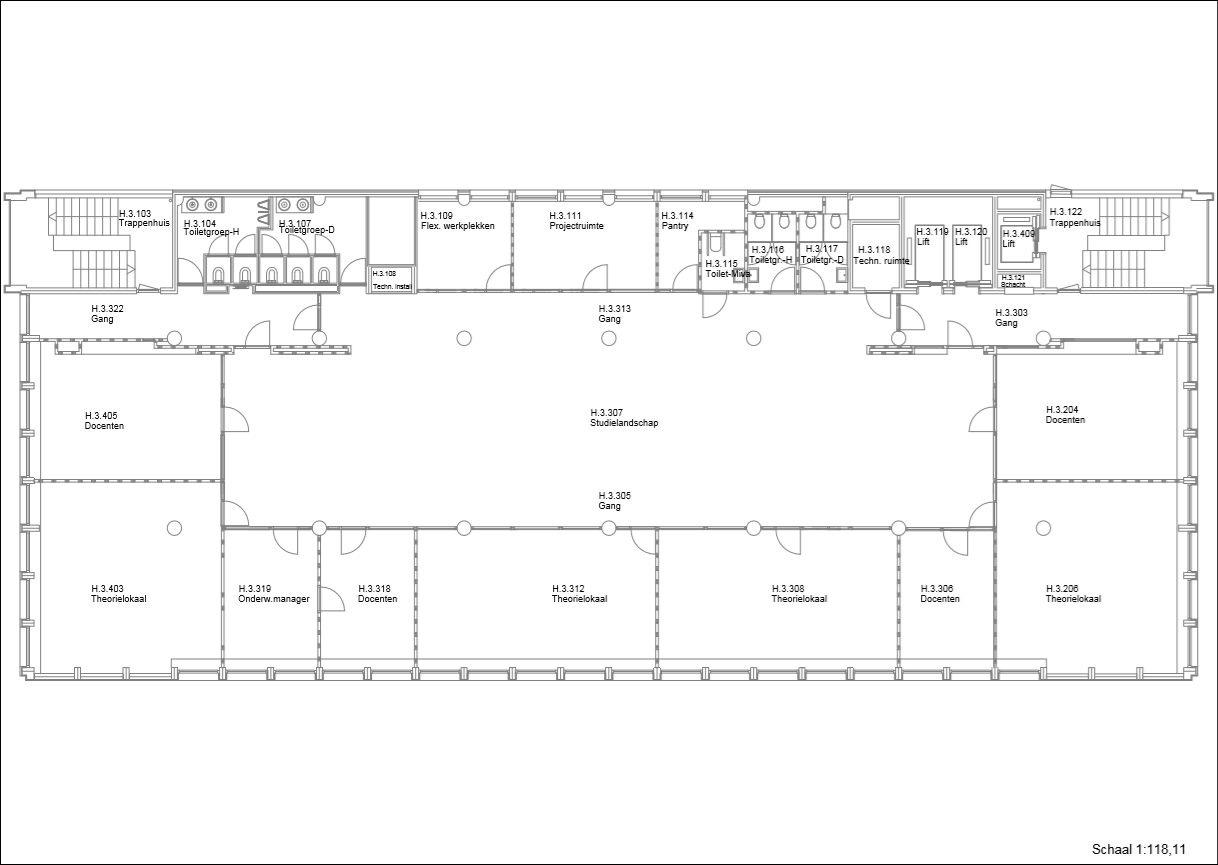 H.3.103
Trappenhuis
H.3.104
Toiletgroep-H
H.3.107
Toiletgroep-D
H.3.108
Techn. install
H.3.109
Flex. werkplekken
H.3.111
Projectruimte
H.3.114
Pantry
H.3.115
Toilet-Miva
H.3.116
Toiletgr.-H
H.3.117
Toiletgr.-D
H.3.118
Techn. ruimte
H.3.119
Lift
H.3.120
Lift
H.3.409
Lift
H.3.121
Schacht
H.3.122
Trappenhuis
H.3.322
Gang
H.3.313
Gang
H.3.303
Gang
H.3.405
Docenten
H.3.307
Studielandschap
H.3.204
Docenten
H.3.305
Gang
H.3.403
Theorielokaal
H.3.319
Onderw.manager
H.3.318
Docenten
H.3.312
Theorielokaal
H.3.308
Theorielokaal
H.3.306
Docenten
H.3.206
Theorielokaal
Schaal 1:118,11